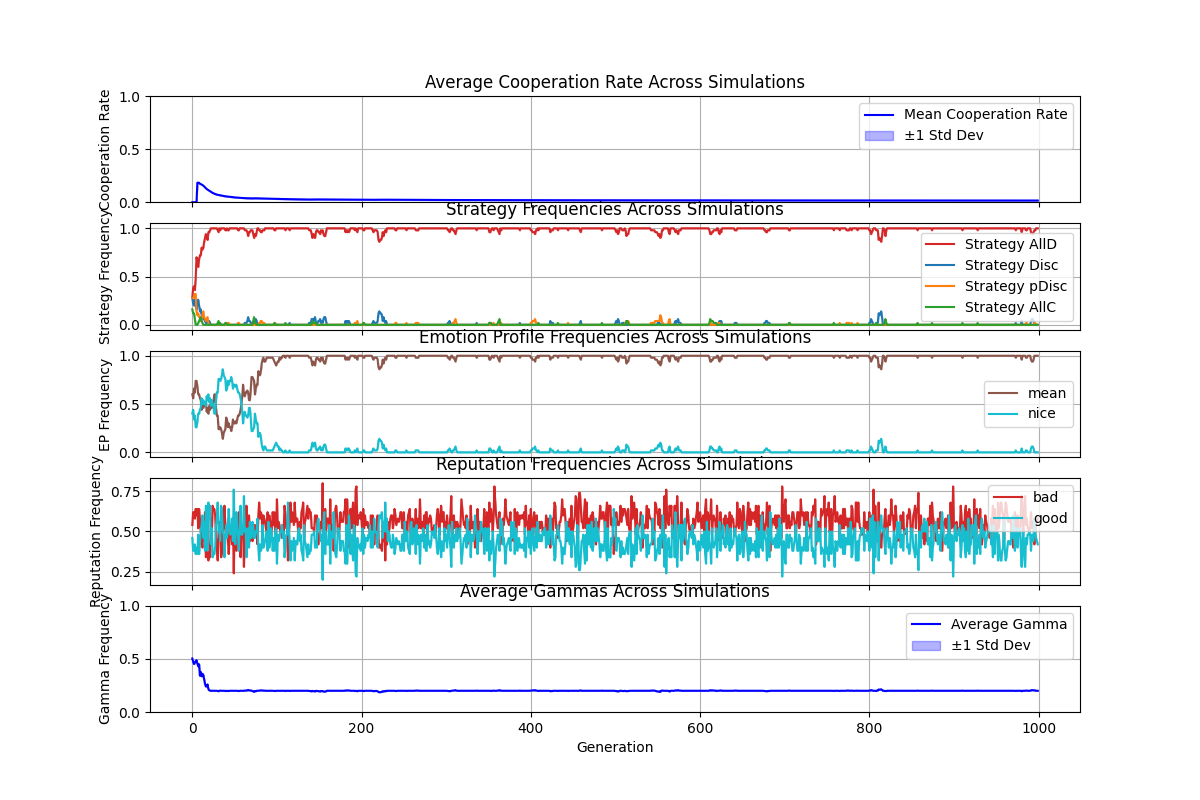 Average Cooperation Rate Across Simulations
Cooperation Rate
1.0
0.5
0.0
Mean Cooperation Rate
±1 Std Dev
Strategy Frequencies Across Simulations
Strategy Frequency
1.0
0.5
0.0
Strategy AllD
Strategy Disc
Strategy pDisc
Strategy AllC
Emotion Profile Frequencies Across Simulations
EP Frequency
1.0
0.5
0.0
mean
nice
Reputation Frequencies Across Simulations
Reputation Frequency
0.75
0.50
0.25
bad
good
Average Gammas Across Simulations
Gamma Frequency
1.0
0.5
0.0
Average Gamma
±1 Std Dev
0
200
400
600
800
1000
Generation